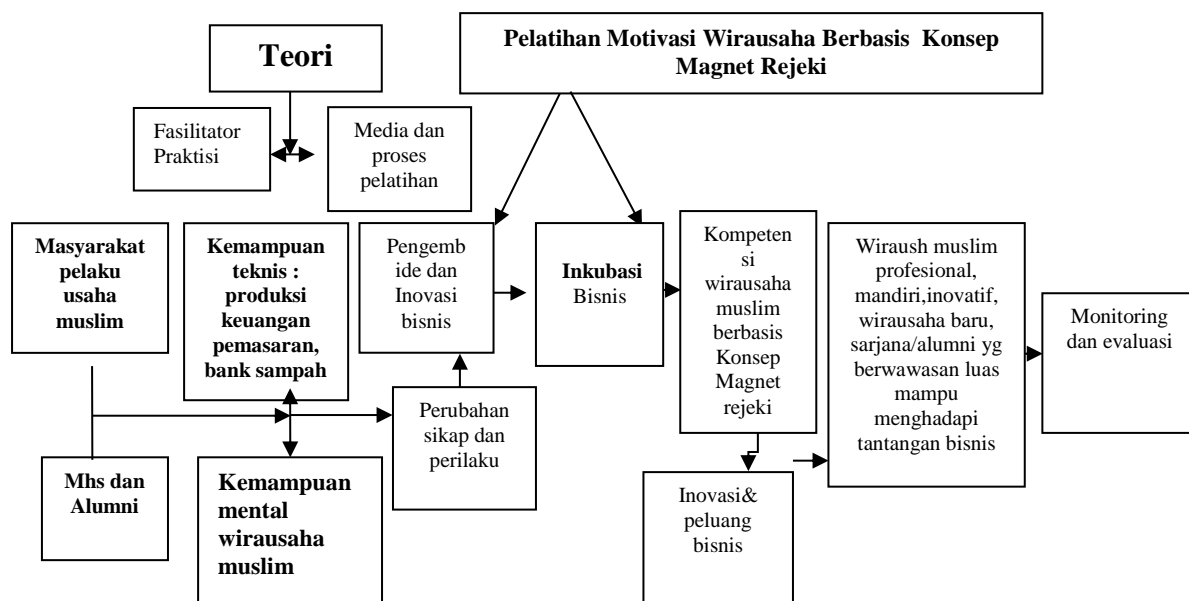 Teori
Pelatihan Motivasi Wirausaha Berbasis Konsep
Magnet Rejeki
Fasilitator
Praktisi
Media dan
proses
pelatihan
Masyarakat
pelaku
usaha
muslim
Kemampuan
teknis :
produksi
keuangan
pemasaran,
bank sampah
Pengemb
ide dan
Inovasi
bisnis
Inkubasi
Bisnis
Kompeten
si
wirausaha
muslim
berbasis
Konsep
Magnet
rejeki
Wiraush muslim
profesional,
mandiri,inovatif,
wirausaha baru,
sarjana/alumni yg
berwawasan luas
mampu
menghadapi
tantangan bisnis
Monitoring
dan evaluasi
Mhs dan
Alumni
Kemampuan
mental
wirausaha
muslim
Perubahan
sikap dan
perilaku
Inovasi&
peluang
bisnis